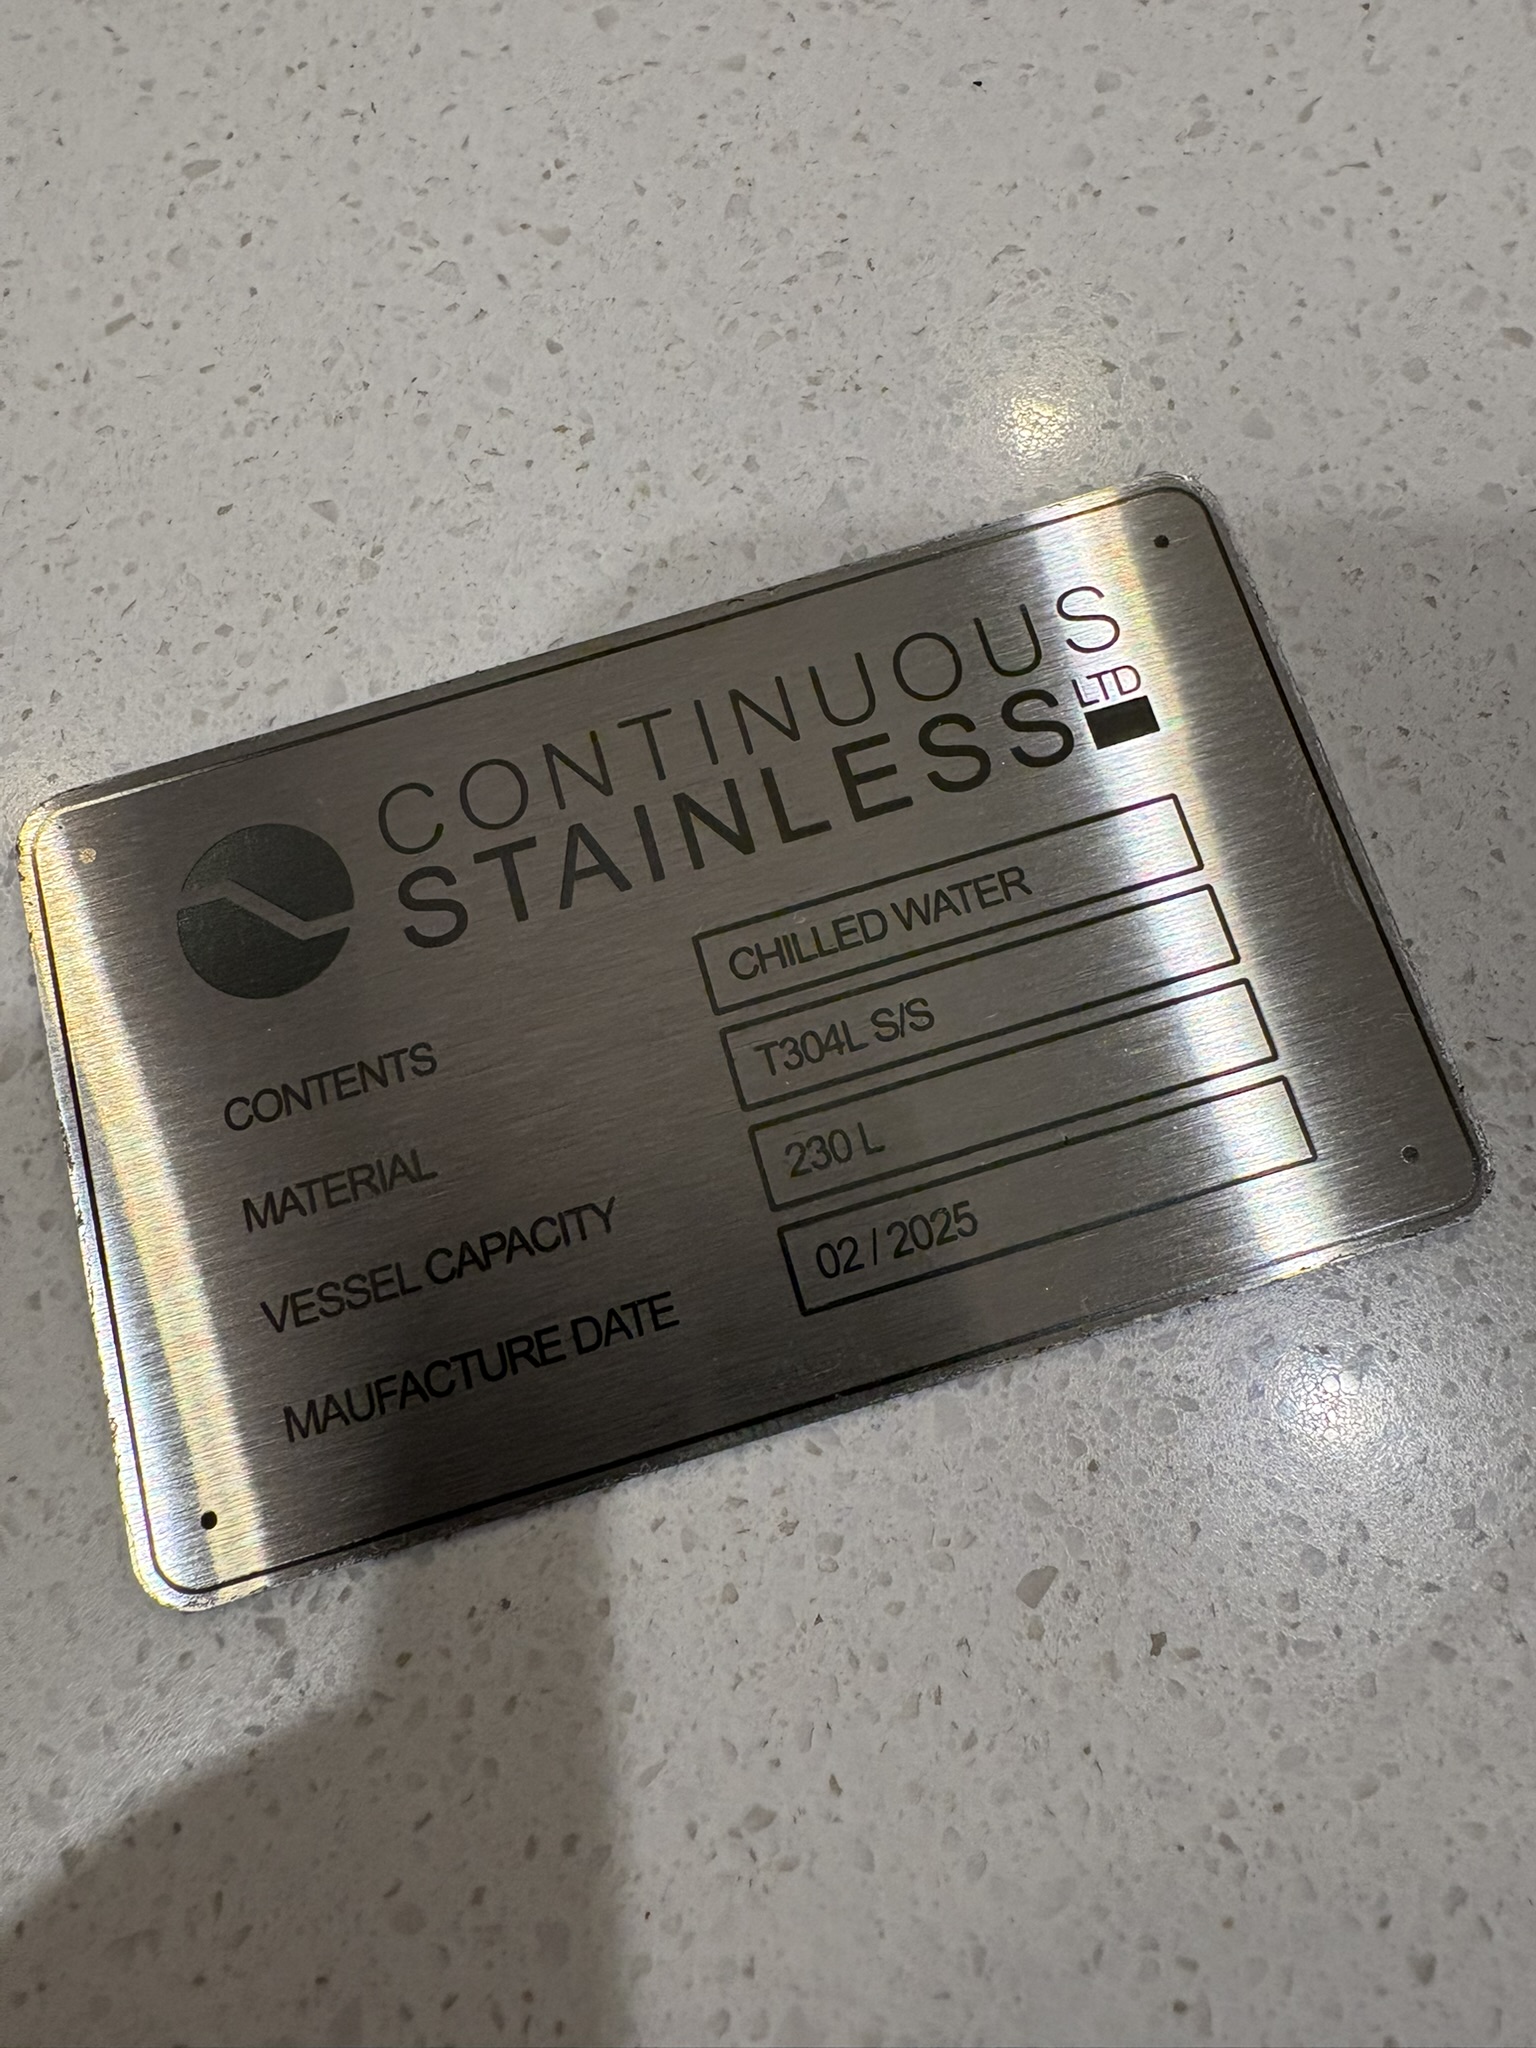 CONTINUOUS
STAINLESS LTD
CONTENTS CHILLED WATER
MATERIAL T304L S/S
VESSEL CAPACITY 230 L
MAUFACTURE DATE 02 / 2025